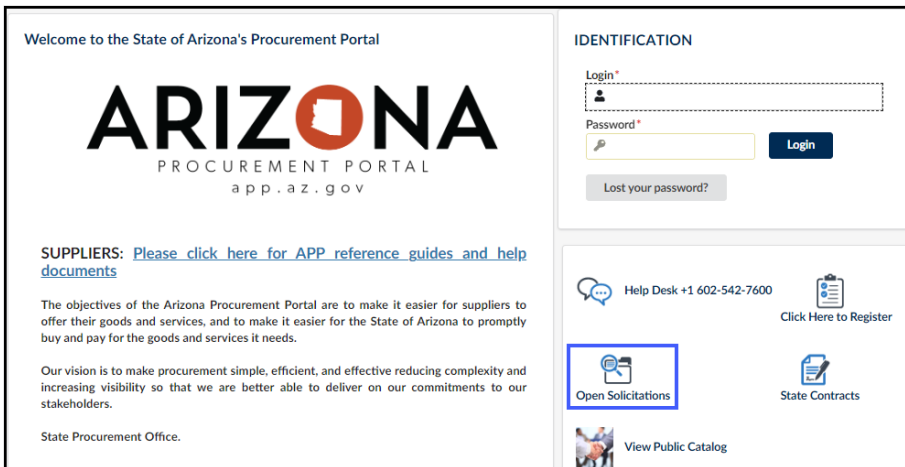 Welcome to the State of Arizona's Procurement Portal
ARIZONA
PROCUREMENT PORTAL
app.az.gov
SUPPLIERS: Please click here for APP reference guides and help
documents
The objectives of the Arizona Procurement Portal are to make it easier for suppliers to
offer their goods and services, and to make it easier for the State of Arizona to promptly
buy and pay for the goods and services it needs.
Our vision is to make procurement simple, efficient, and effective reducing complexity and
increasing visibility so that we are better able to deliver on our commitments to our
stakeholders.
State Procurement Office.
IDENTIFICATION
Login*
Password*
Login
Lost your password?
Help Desk +1 602-542-7600
Click Here to Register
Open Solicitations
State Contracts
View Public Catalog